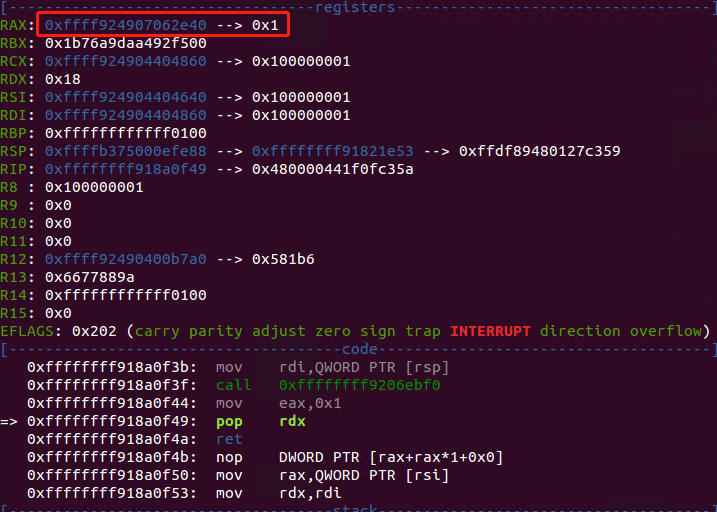 [----------------------------------registers-----------------------------------]
RAX: 0xffff924907062e40 --> 0x1
RBX: 0x1b76a9daa492f500
RCX: 0xffff924904404860 --> 0x100000001
RDX: 0x18
RSI: 0xffff924904404640 --> 0x100000001
RDI: 0xffff924904404860 --> 0x100000001
RBP: 0xffffffffffff0100
RSP: 0xffffb375000efe88 --> 0xffffffff91821e53 --> 0xffdf89480127c359
RIP: 0xffffffff918a0f49 --> 0x480000441f0fc35a
R8 : 0x100000001
R9 : 0x0
R10: 0x0
R11: 0x0
R12: 0xffff92490400b7a0 --> 0x581b6
R13: 0x6677889a
R14: 0xffffffffffff0100
R15: 0x0
EFLAGS: 0x202 (carry parity adjust zero sign trap INTERRUPT direction overflow)
[-------------------------------------code-------------------------------------]
0xffffffff918a0f3b: mov rdi,QWORD PTR [rsp]
0xffffffff918a0f3f: call 0xffffffff9206ebf0
0xffffffff918a0f44: mov eax,0x1
=> 0xffffffff918a0f49: pop rdx
0xffffffff918a0f4a: ret
0xffffffff918a0f4b: nop DWORD PTR [rax+rax*1+0x0]
0xffffffff918a0f50: mov rax,QWORD PTR [rsi]
0xffffffff918a0f53: mov rdx,rdi
[------------------------------------stack-------------------------------------]